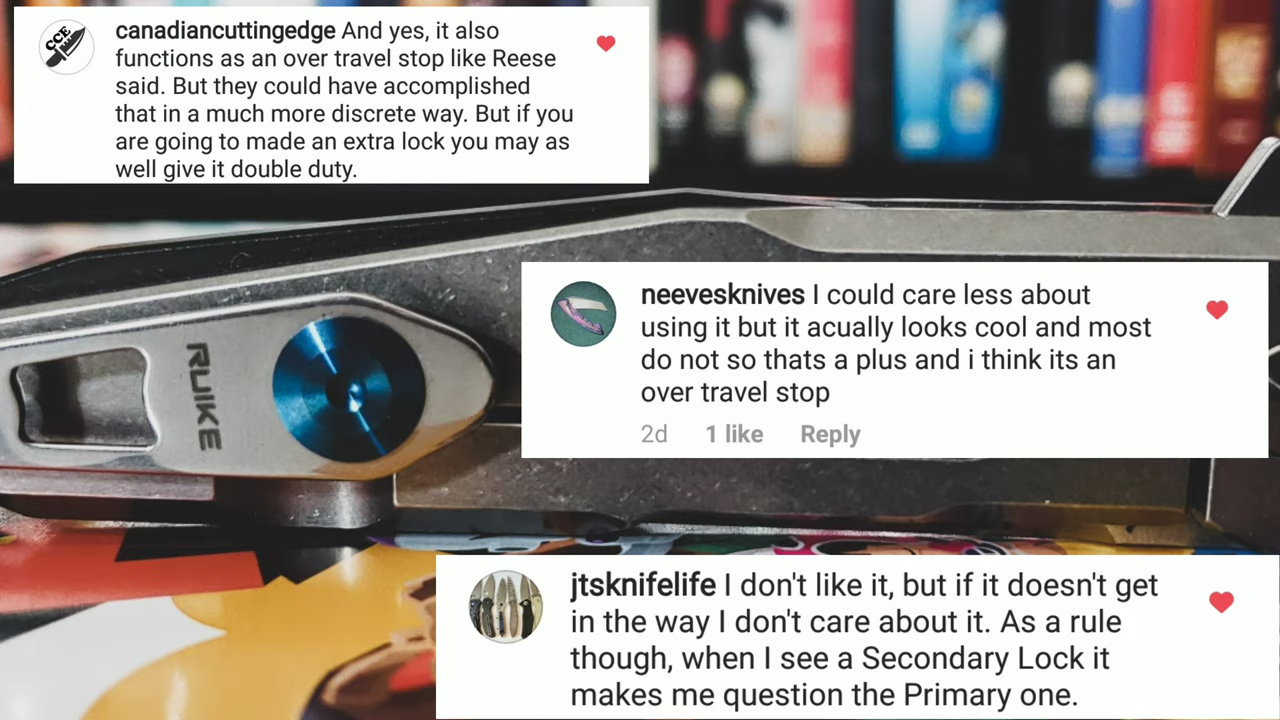 canadiancuttingedge And yes, it also
functions as an over travel stop like Reese
said. But they could have accomplished
that in a much more discrete way. But if you
are going to made an extra lock you may as
well give it double duty.
CCE
neevesknives I could care less about
using it but it acually looks cool and most
do not so thats a plus and i think its an
over travel stop
2d 1 like Reply
RUIKE
jtsknifelife I don't like it, but if it doesn't get
in the way I don't care about it. As a rule
though, when I see a Secondary Lock it
makes me question the Primary one.